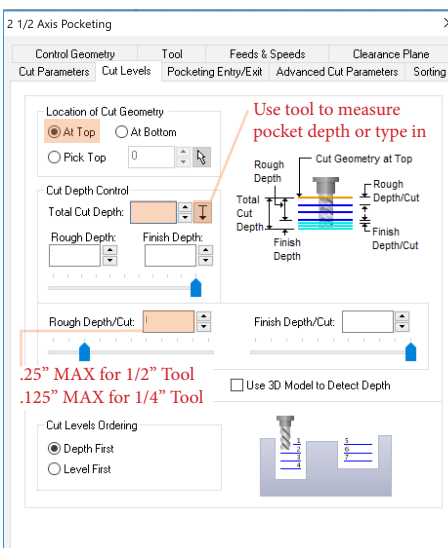 2 1/2 Axis Pocketing
Control Geometry Tool Feeds & Speeds Clearance Plane
Cut Parameters Cut Levels Pocketing Entry/Exit Advanced Cut Parameters Sorting
Location of Cut Geometry
At Top At Bottom
Pick Top 0
Use tool to measure
pocket depth or type in
Cut Depth Control
Total Cut Depth:
Rough Depth: Finish Depth:
Cut Geometry at Top
Rough
Depth
Rough
Depth/Cut
Total
Cut
Depth
Finish
Depth
Finish
Depth/Cut
Rough Depth/Cut: Finish Depth/Cut:
.25” MAX for 1/2” Tool
.125” MAX for 1/4” Tool
Use 3D Model to Detect Depth
Cut Levels Ordering
Depth First
Level First
1
2
3
4
5
6
7